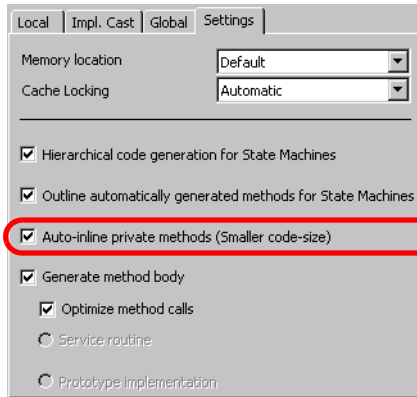 Local Impl. Cast Global Settings
Memory location Default
Cache Locking Automatic
Hierarchical code generation for State Machines
Outline automatically generated methods for State Machines
Auto-inline private methods (Smaller code-size)
Generate method body
Optimize method calls
Service routine
Prototype implementation